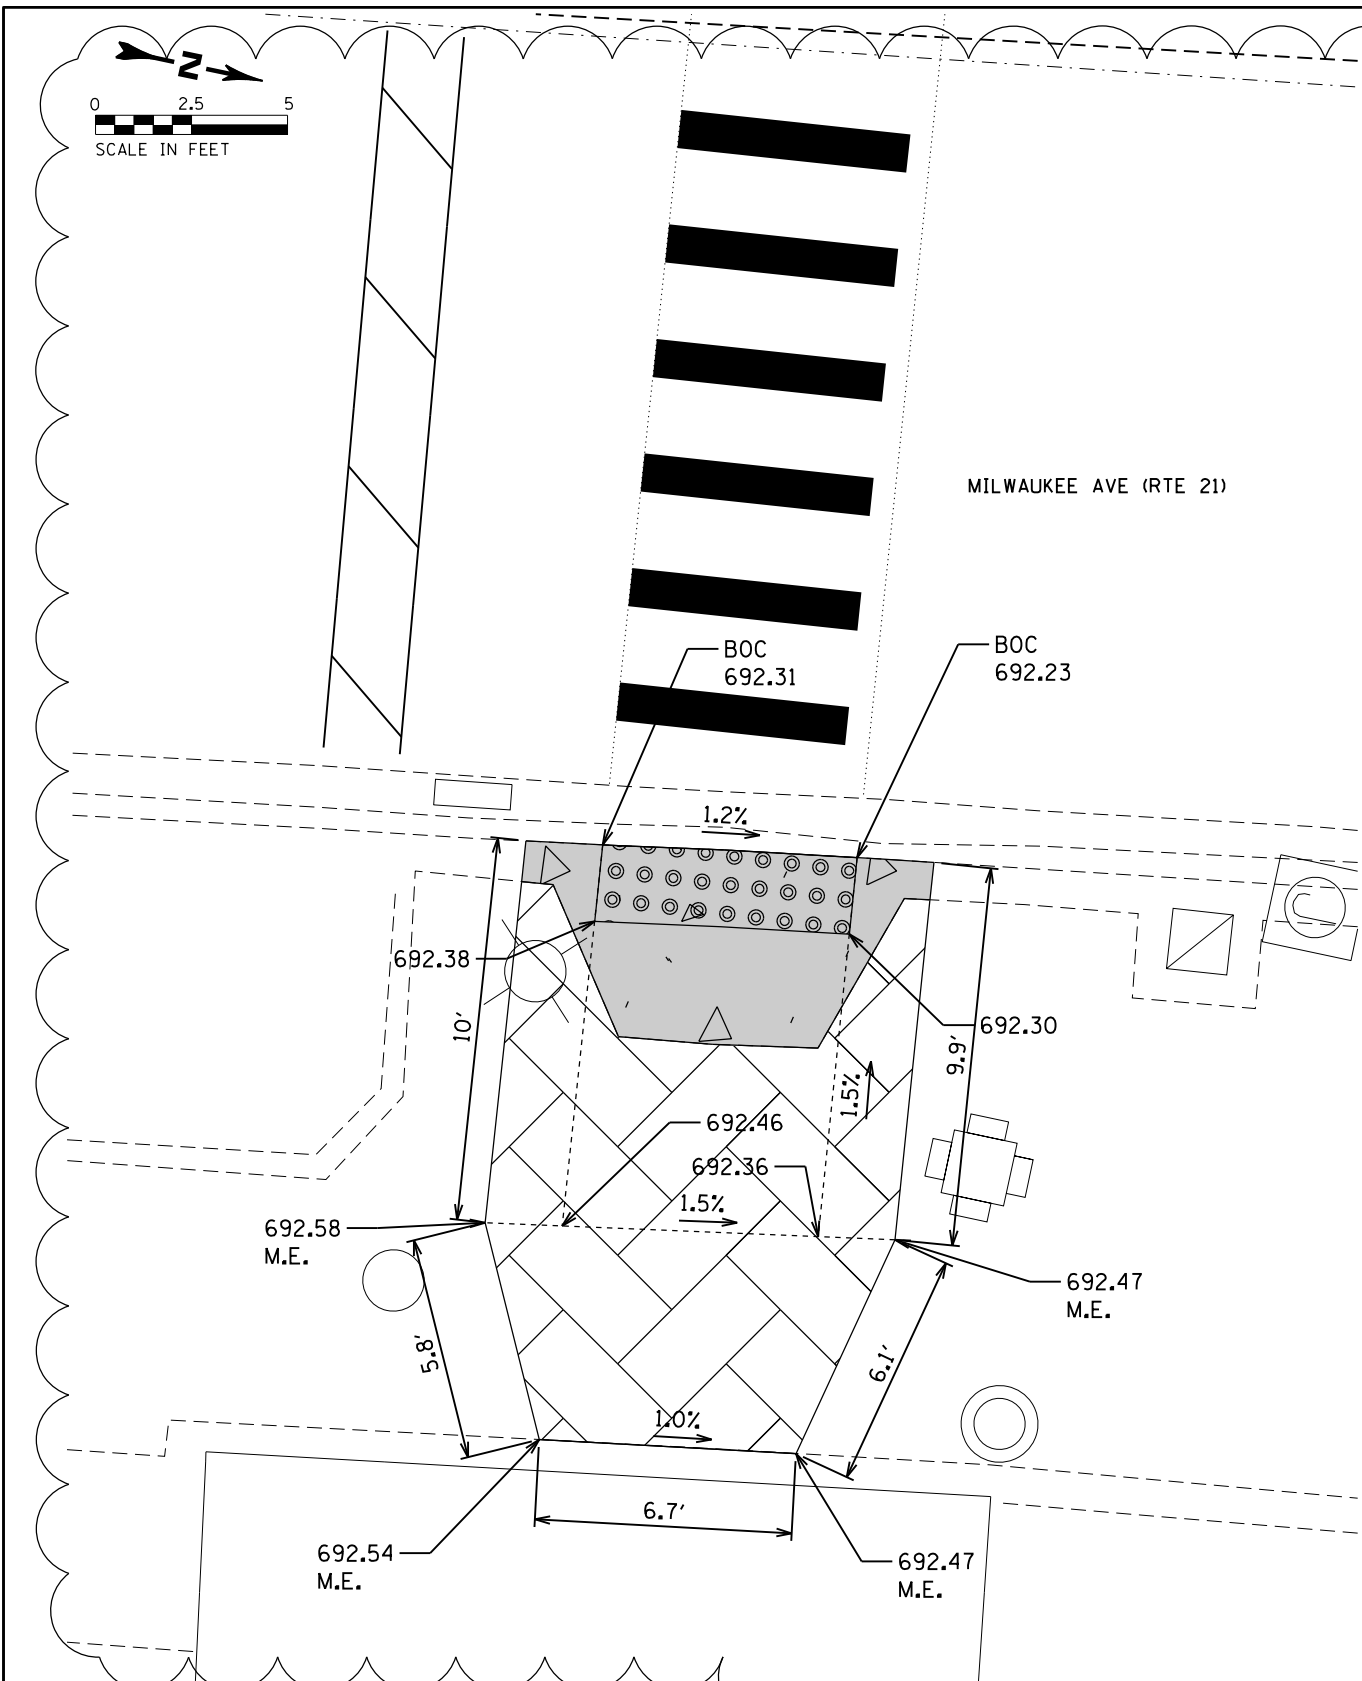 N
0 2.5 5
SCALE IN FEET
MILWAUKEE AVE (RTE 21)
BOC
692.31
BOC
692.23
1.2%
692.38
692.30
10'
9.9'
1.5%
692.46
692.36
1.5%
692.58
M.E.
692.47
M.E.
5.8'
6.1'
1.0%
6.7'
692.54
M.E.
692.47
M.E.